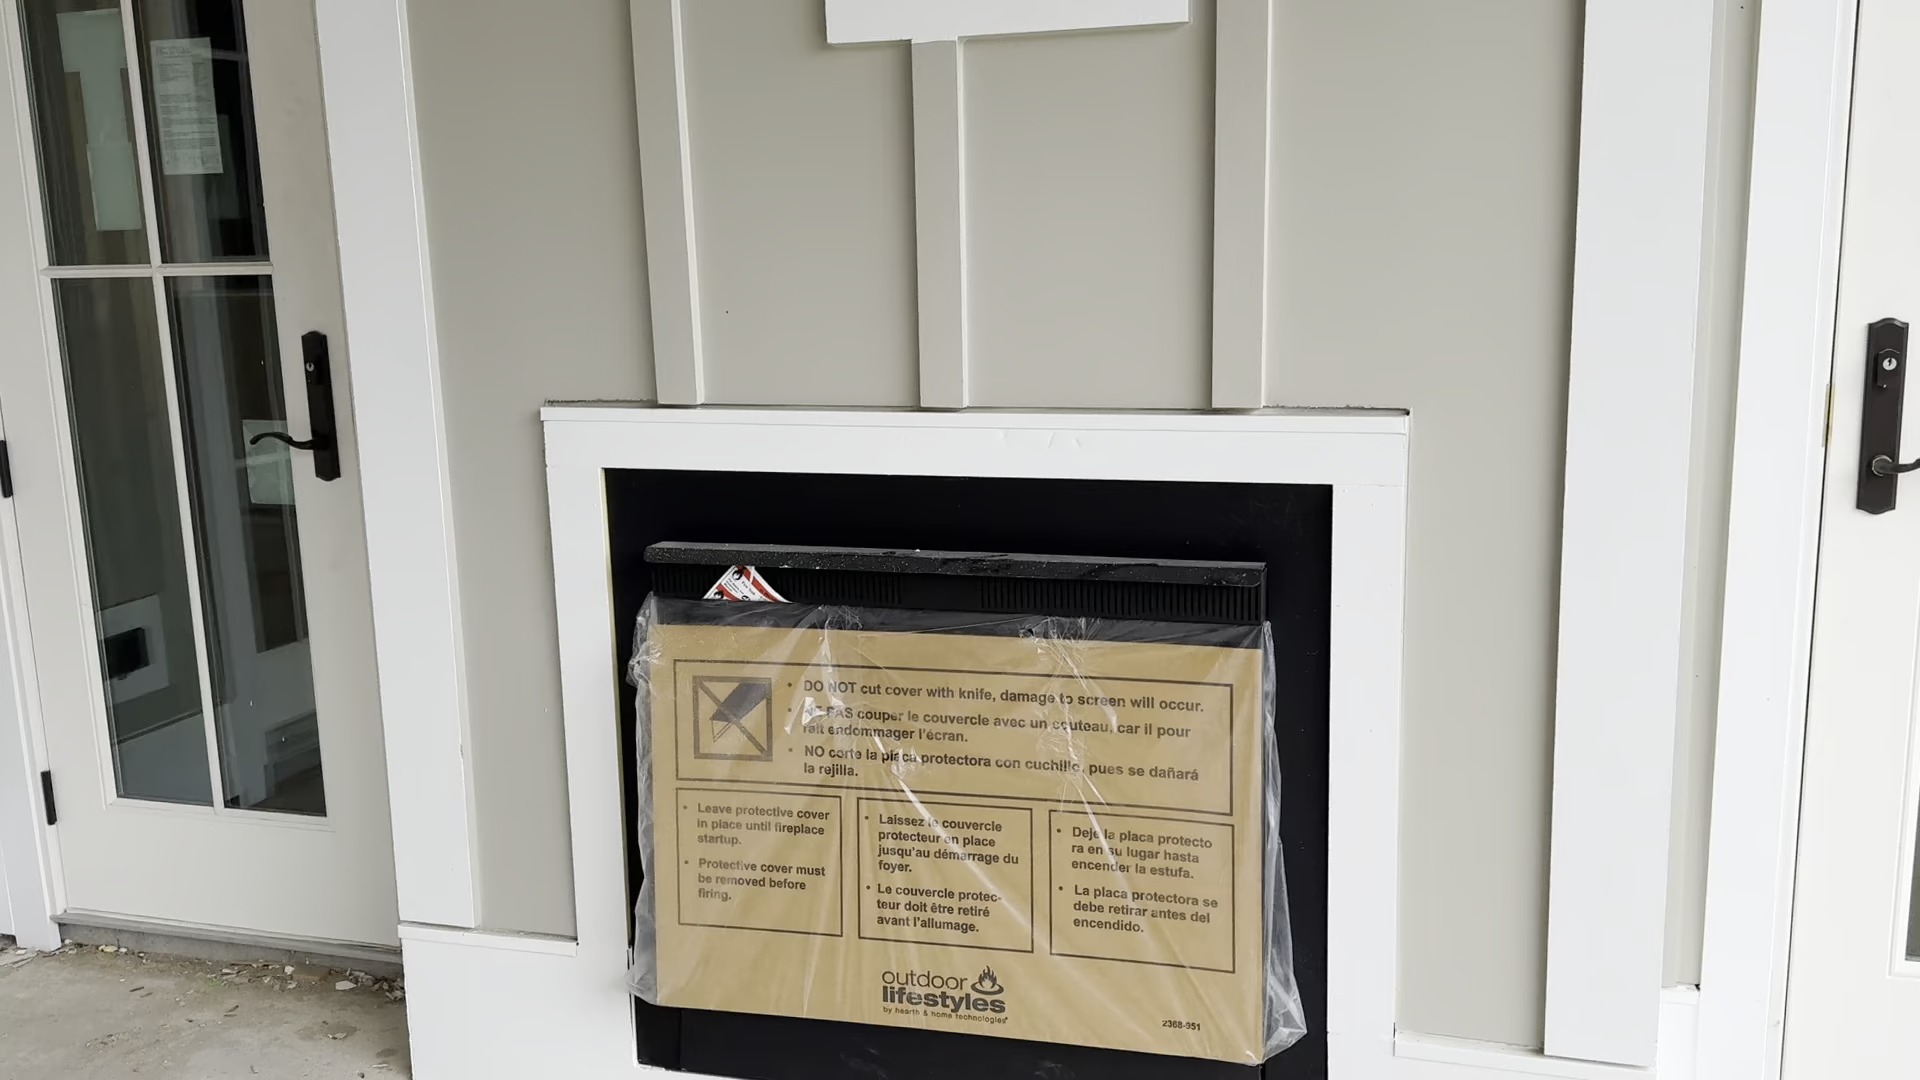 • DO NOT cut cover with knife, damage to screen will occur.
• NE PAS couper le couvercle avec un couteau, car il pour
rait endommager l'écran.
• NO corte la placa protectora con cuchillo, pues se dañará
la rejilla.
• Leave protective cover
in place until fireplace
startup.
• Protective cover must
be removed before
firing.
• Laissez le couvercle
protecteur en place
jusqu'au démarrage du
foyer.
• Le couvercle protec-
teur doit être retiré
avant l'allumage.
• Deje la placa protecto
ra en su lugar hasta
encender la estufa.
• La placa protectora se
debe retirar antes del
encendido.
outdoor
lifestyles
by hearth & home technologies
2368-951